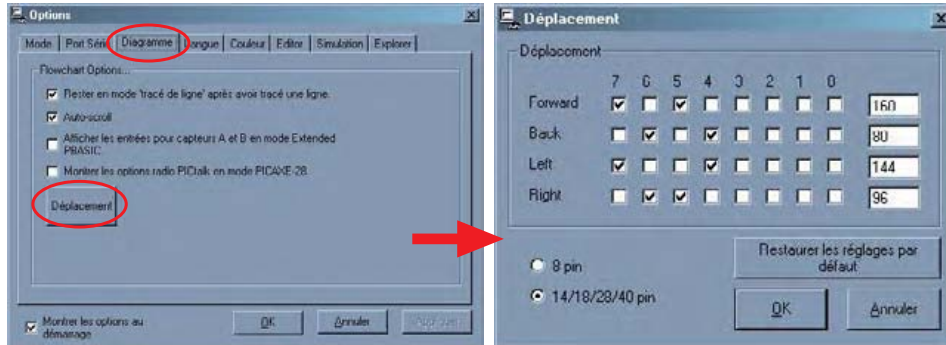 Options
Mode Port Série Diagramme Langue Couleur Editor Simulation Explorer
Flowchart Options...
Rester en mode 'tracé de ligne' après avoir tracé une ligne.
Auto-scroll
Afficher les entrées pour capteurs A et B en mode Extended
PBASIC.
Montrer les options radio PICtalk en mode PICAXE-28.
Déplacement
Montrer les options au
démarrage
OK Annuler
Déplacement
Déplacement
7 6 5 4 3 2 1 0
Forward 160
Back 80
Left 144
Right 96
8 pin
14/18/28/40 pin
Restaurer les réglages par
défaut
OK Annuler